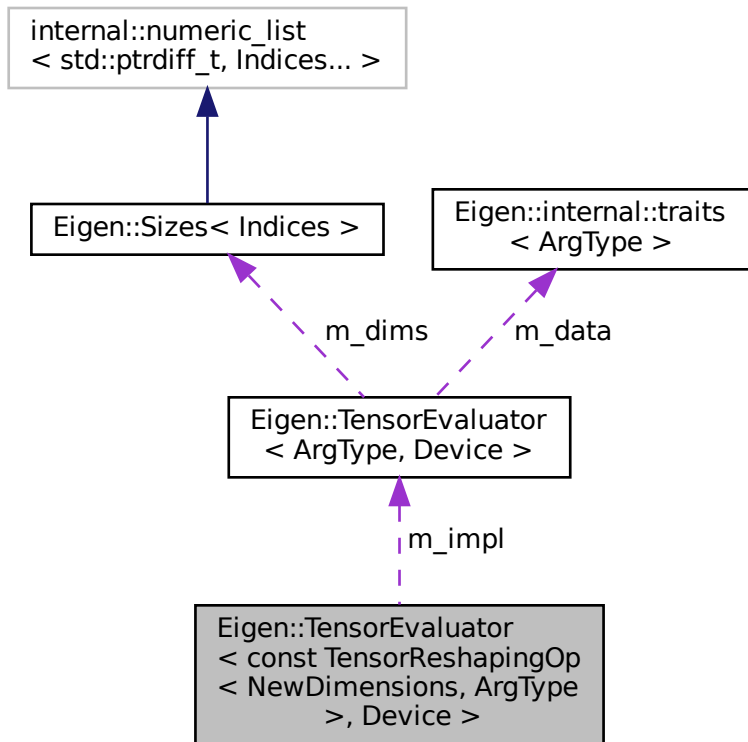 internal::numeric_list
< std::ptrdiff_t, Indices... >
Eigen::Sizes< Indices >
Eigen::internal::traits
< ArgType >
m_dims
m_data
Eigen::TensorEvaluator
< ArgType, Device >
m_impl
Eigen::TensorEvaluator
< const TensorReshapingOp
< NewDimensions, ArgType
>, Device >